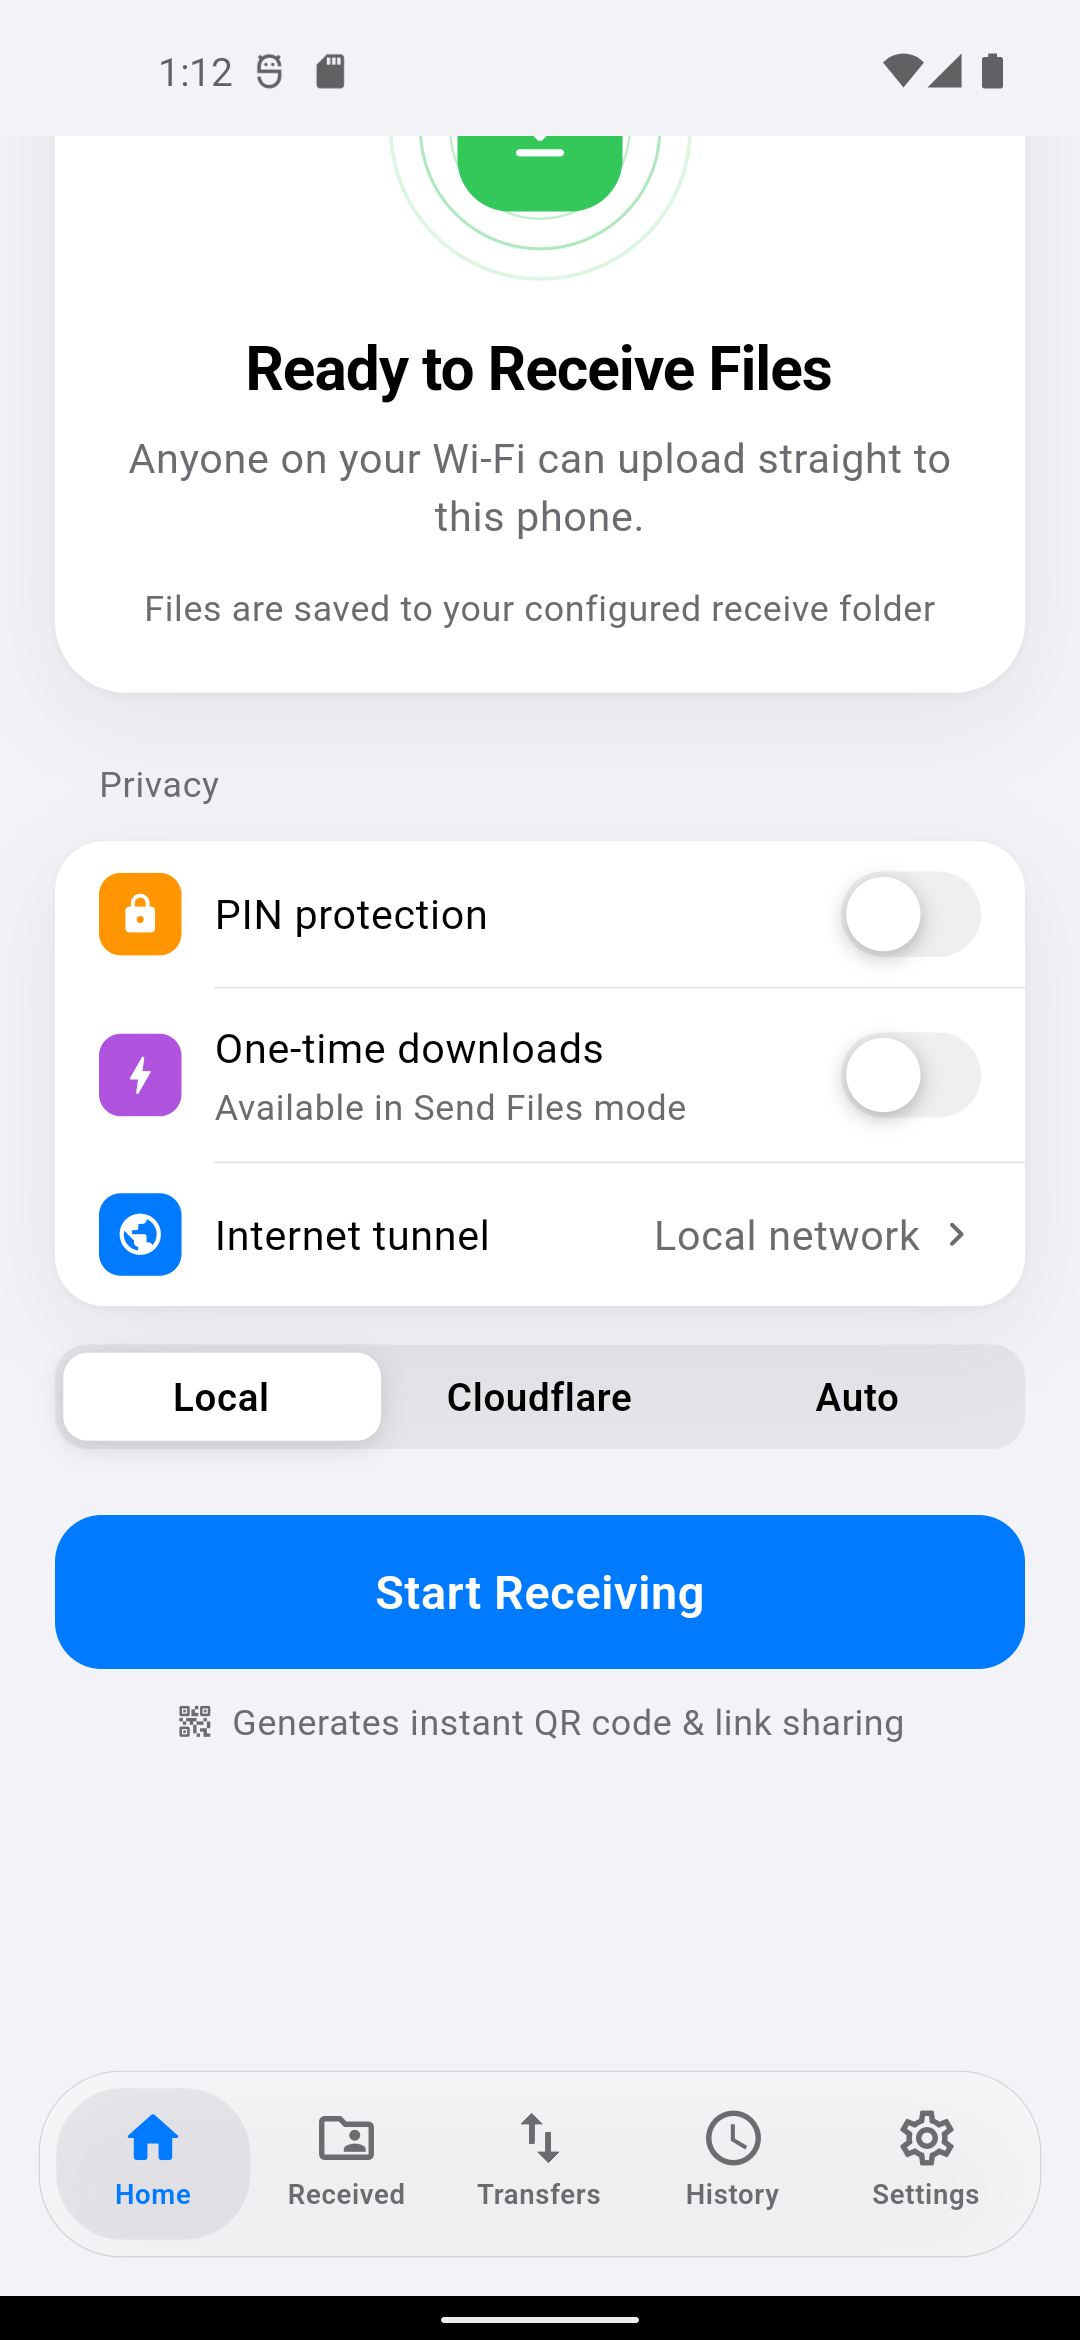 1:12
Ready to Receive Files
Anyone on your Wi-Fi can upload straight to
this phone.
Files are saved to your configured receive folder
Privacy
PIN protection
One-time downloads
Available in Send Files mode
Internet tunnel Local network
Local Cloudflare Auto
Start Receiving
Generates instant QR code & link sharing
Home Received Transfers History Settings